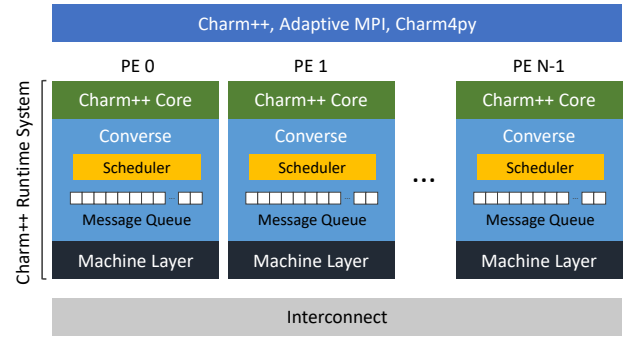 Charm++, Adaptive MPI, Charm4py
PE 0 PE 1 PE N-1
Charm++ Runtime System
Charm++ Core Charm++ Core Charm++ Core
Converse Converse Converse
Scheduler Scheduler ... Scheduler
Message Queue Message Queue Message Queue
Machine Layer Machine Layer Machine Layer
Interconnect